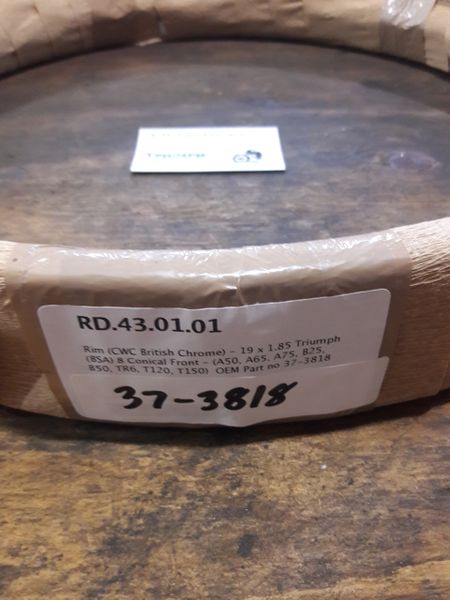 TRIUMPH
RD.43.01.01
Rim (CWC British Chrome) - 19 x 1.85 Triumph
(BSA) 8 Conical Front - (A50, A65, A75, B25,
B50, TR6, T120, T150) OEM Part no 37-3818
37-3818